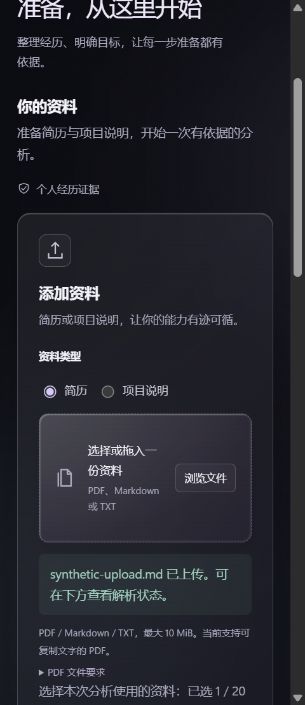 准备，从这里开始
整理经历、明确目标，让每一步准备都有
依据。
你的资料
准备简历与项目说明，开始一次有依据的分
析。
个人经历证据
添加资料
简历或项目说明，让你的能力有迹可循。
资料类型
简历 项目说明
选择或拖入一
份资料
PDF、Markdown
或 TXT
浏览文件
synthetic-upload.md 已上传。可
在下方查看解析状态。
PDF / Markdown / TXT，最大 10 MiB。当前支持可
复制文字的 PDF。
PDF 文件要求
选择本次分析使用的资料：已选 1 / 20